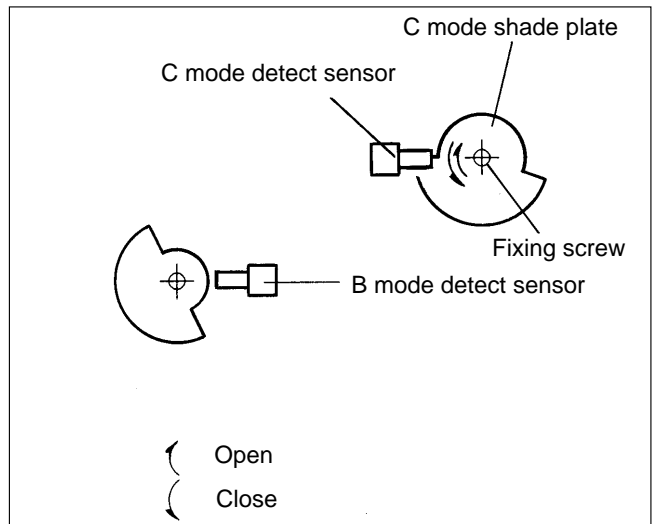 C mode shade plate
C mode detect sensor
Fixing screw
B mode detect sensor
Open
Close